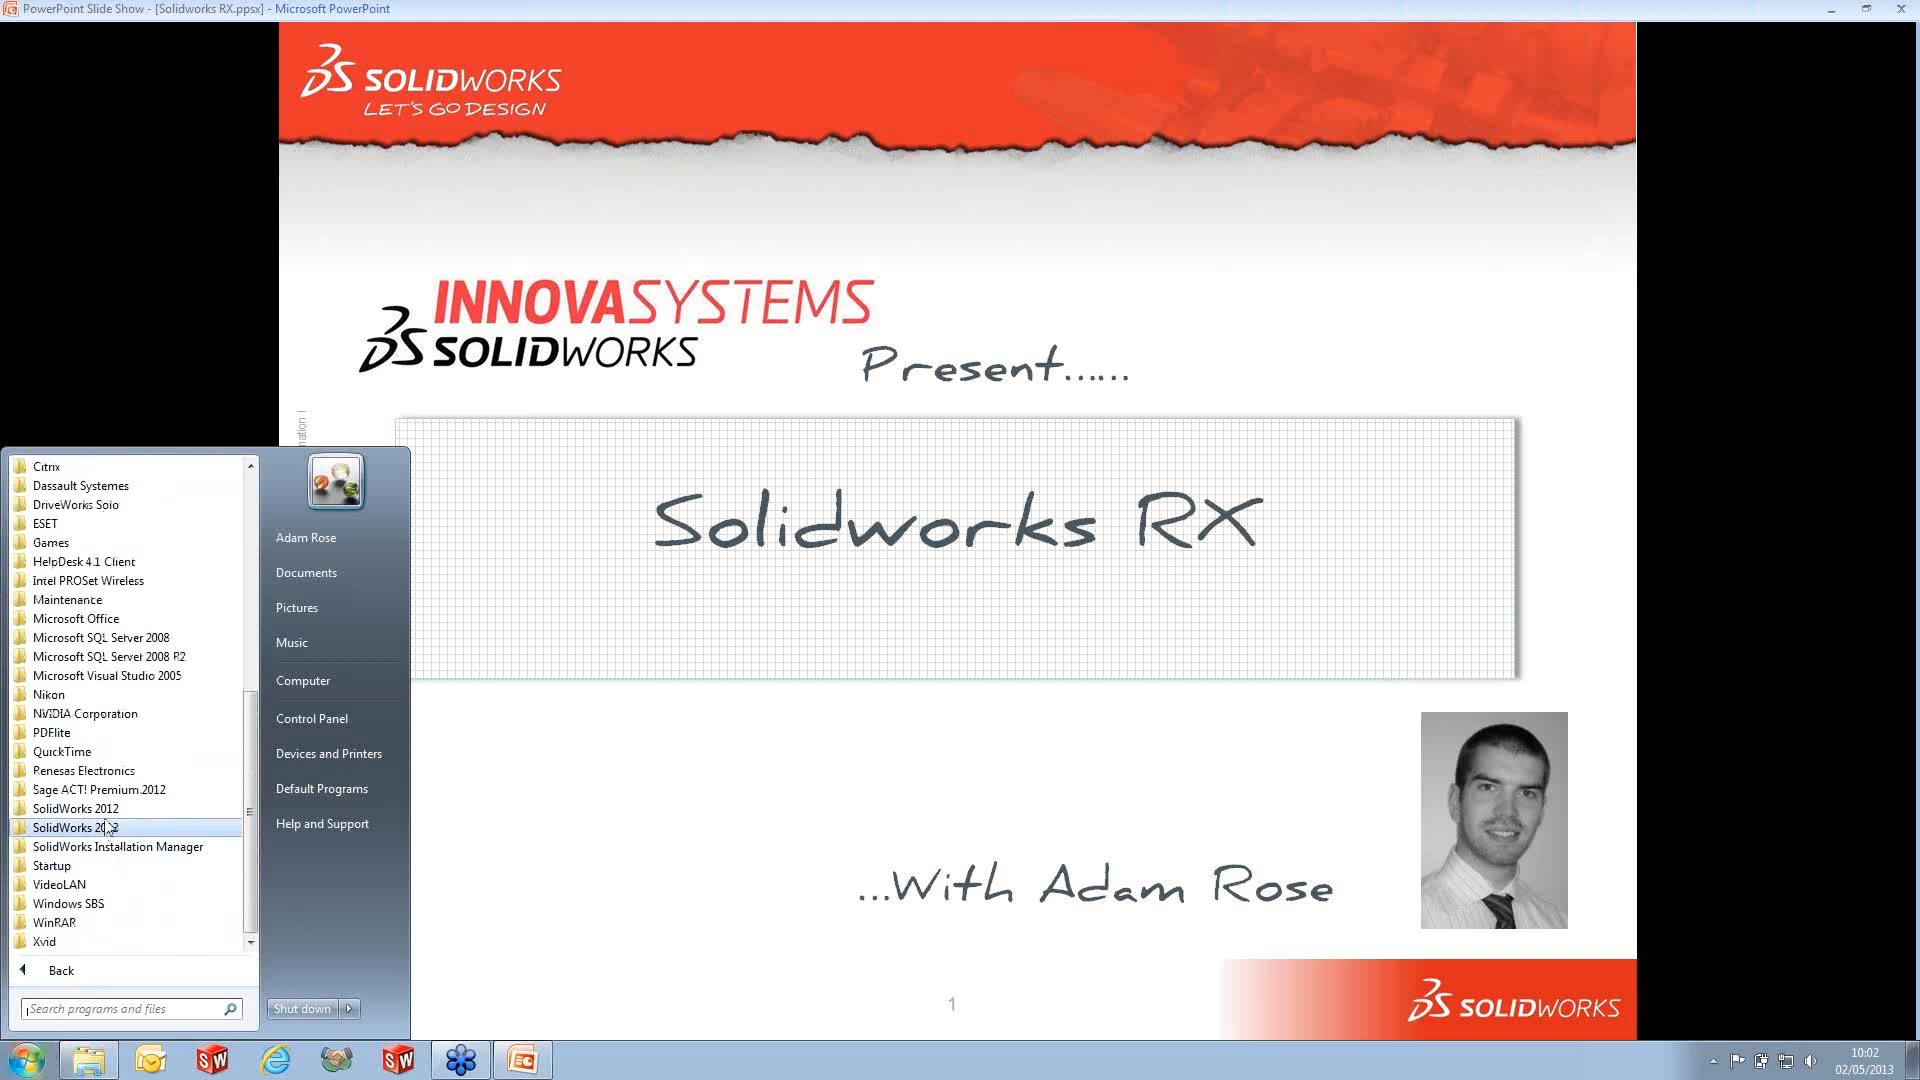 PowerPoint Slide Show - [Solidworks RX.ppsx] - Microsoft PowerPoint
SOLIDWORKS
LET'S GO DESIGN
INNOVASYSTEMS
SOLIDWORKS
Present......
Solidworks RX
...With Adam Rose
1
SOLIDWORKS
Citrix
Dassault Systemes
DriveWorks Solo
ESET
Games
HelpDesk 4.1 Client
Intel PROSet Wireless
Maintenance
Microsoft Office
Microsoft SQL Server 2008
Microsoft SQL Server 2008 R2
Microsoft Visual Studio 2005
Nikon
NVIDIA Corporation
PDFlite
QuickTime
Renesas Electronics
Sage ACT! Premium 2012
SolidWorks 2012
SolidWorks
SolidWorks Installation Manager
Startup
VideoLAN
Windows SBS
WinRAR
Xvid
Back
Search programs and files
Adam Rose
Documents
Pictures
Music
Computer
Control Panel
Devices and Printers
Default Programs
Help and Support
Shut down
SW
SW
10:02
02/05/2013